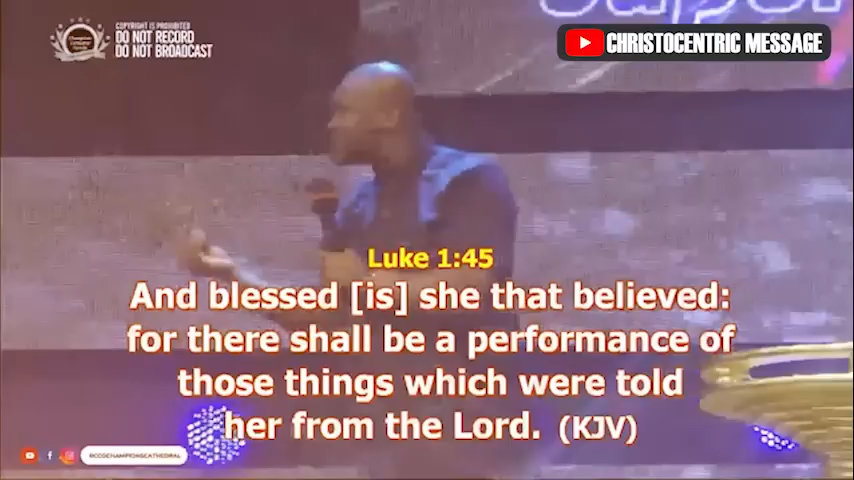 COPYRIGHT IS PROHIBITED
DO NOT RECORD
DO NOT BROADCAST
CHRISTOCENTRIC MESSAGE
Luke 1:45
And blessed [is] she that believed:
for there shall be a performance of
those things which were told
her from the Lord. (KJV)
RCCGCHAMPIONSCATHEDRAL